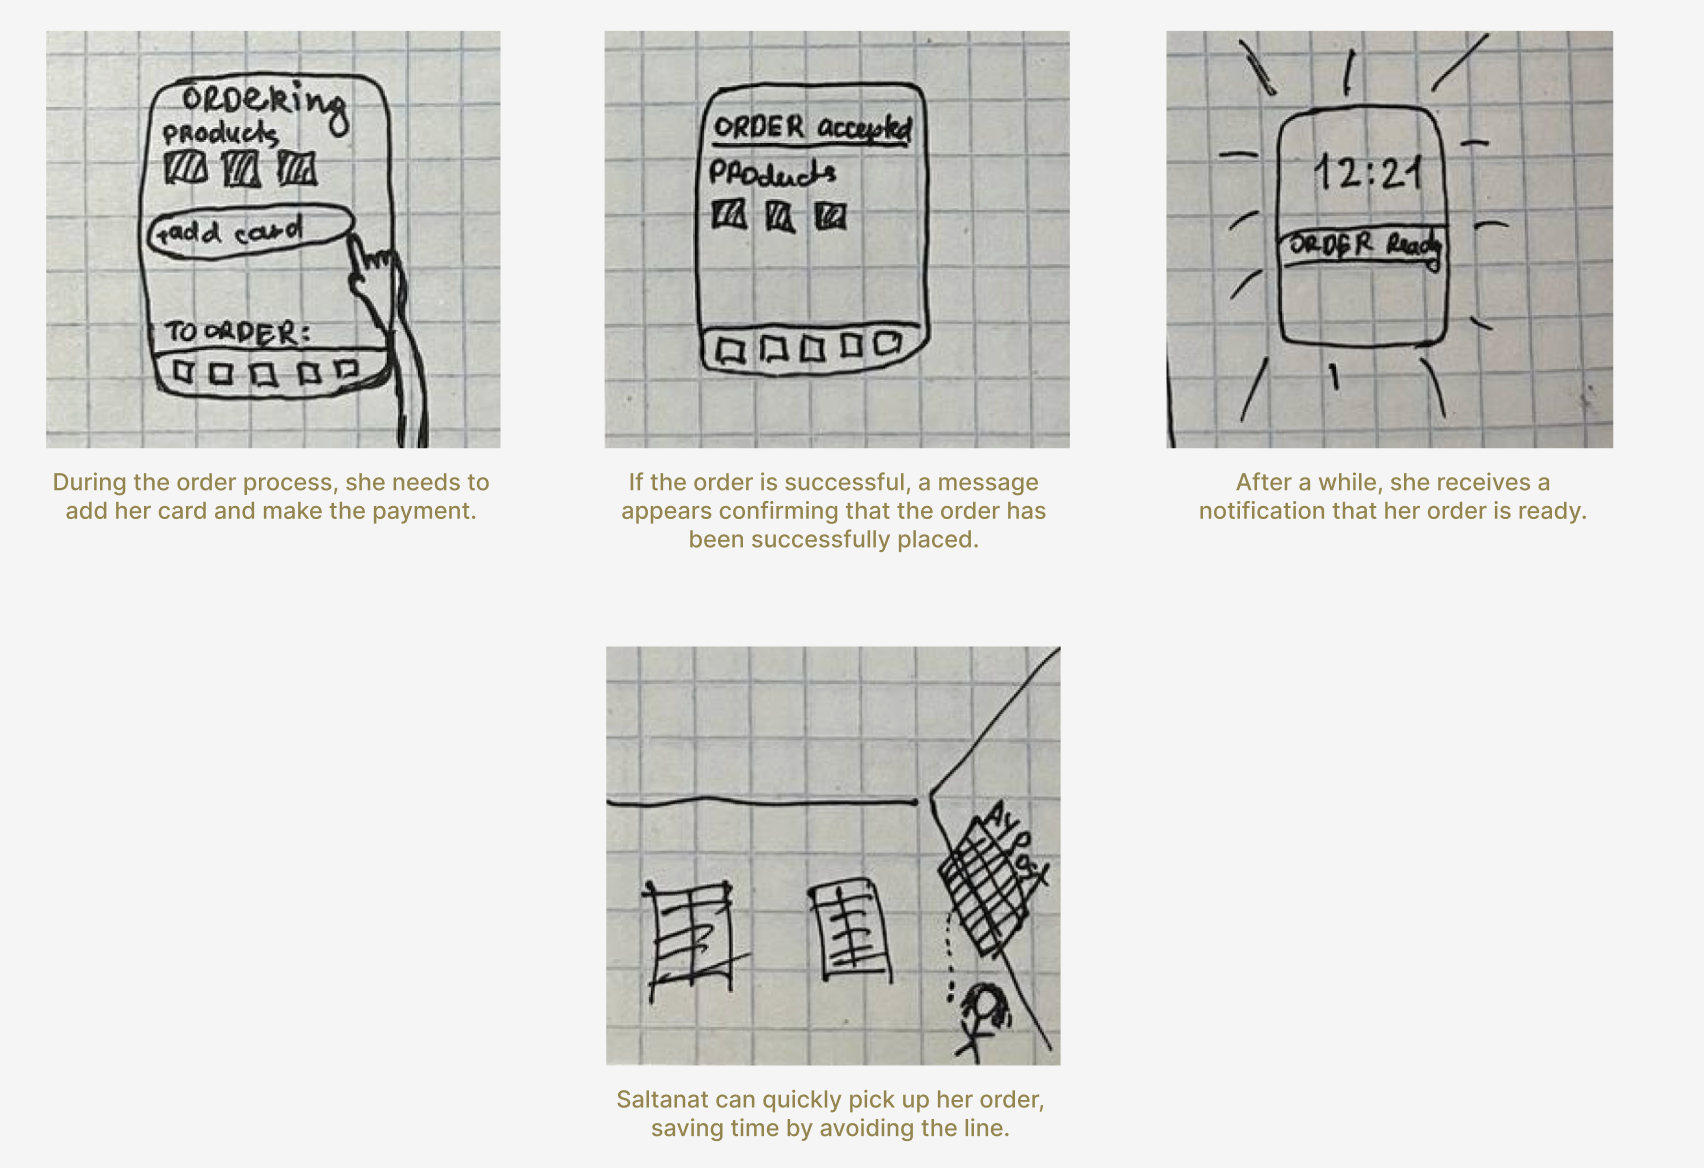 ORDeRing
PRoducts
+add card
TO ORDER:
During the order process, she needs to
add her card and make the payment.
ORDER accepted
PRoducts
If the order is successful, a message
appears confirming that the order has
been successfully placed.
12:21
ORDER Ready
After a while, she receives a
notification that her order is ready.
Saltanat can quickly pick up her order,
saving time by avoiding the line.